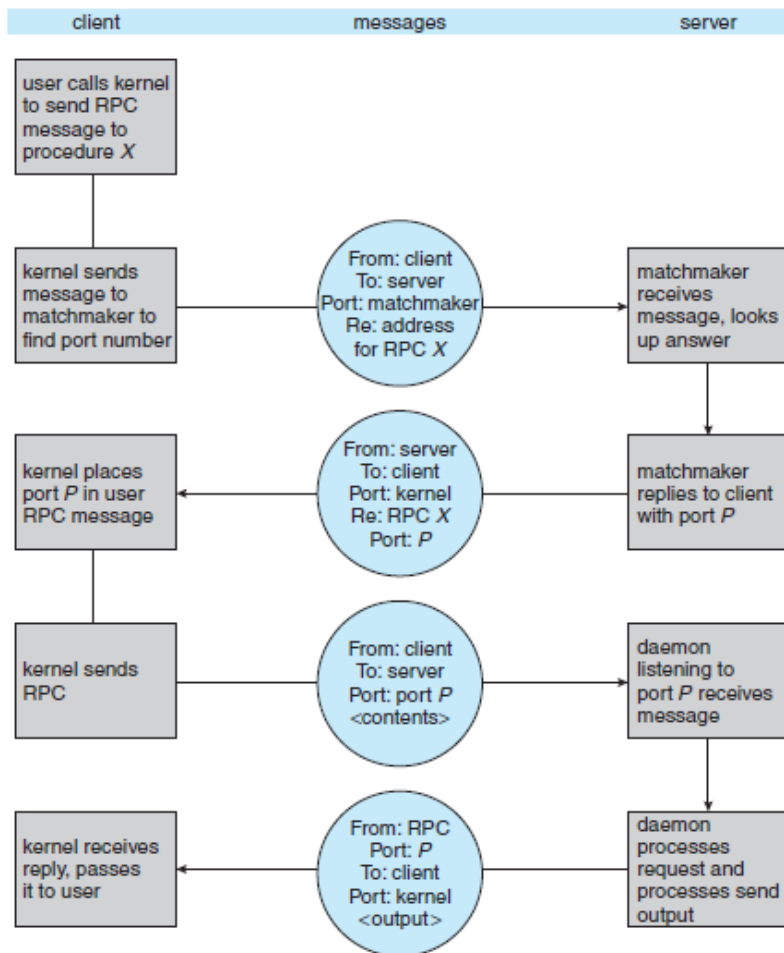 client messages server
user calls kernel
to send RPC
message to
procedure X
kernel sends
message to
matchmaker to
find port number
From: client
To: server
Port: matchmaker
Re: address
for RPC X
matchmaker
receives
message, looks
up answer
kernel places
port P in user
RPC message
From: server
To: client
Port: kernel
Re: RPC X
Port: P
matchmaker
replies to client
with port P
kernel sends
RPC
From: client
To: server
Port: port P
<contents>
daemon
listening to
port P receives
message
kernel receives
reply, passes
it to user
From: RPC
Port: P
To: client
Port: kernel
<output>
daemon
processes
request and
processes send
output